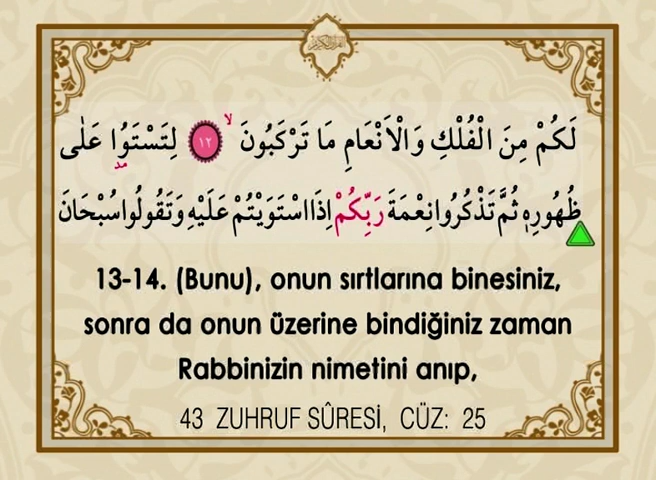 لَكُمْ مِنَ الْفُلْكِ وَالْاَنْعَامِ مَا تَرْكَبُونَ ۙ ١٢ لِتَسْتَوُ۫ا عَلٰى
ظُهُورِهٖ ثُمَّ تَذْكُرُوا نِعْمَةَ رَبِّكُمْ اِذَا اسْتَوَيْتُمْ عَلَيْهِ وَتَقُولُوا سُبْحَانَ
13-14. (Bunu), onun sırtlarına binesiniz,
sonra da onun üzerine bindiğiniz zaman
Rabbinizin nimetini anıp,
43 ZUHRUF SÛRESİ, CÜZ: 25